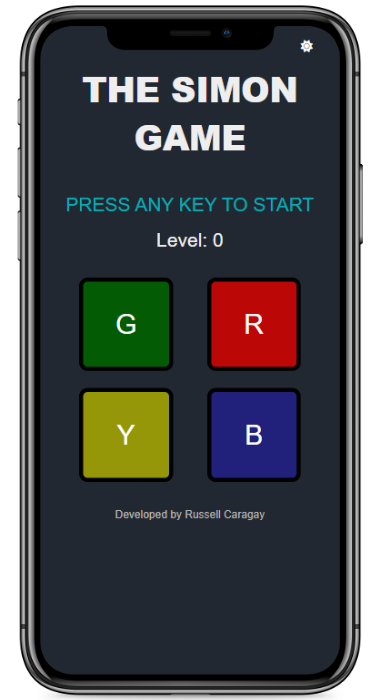 THE SIMON
GAME
PRESS ANY KEY TO START
Level: 0
G
R
Y
B
Developed by Russell Caragay